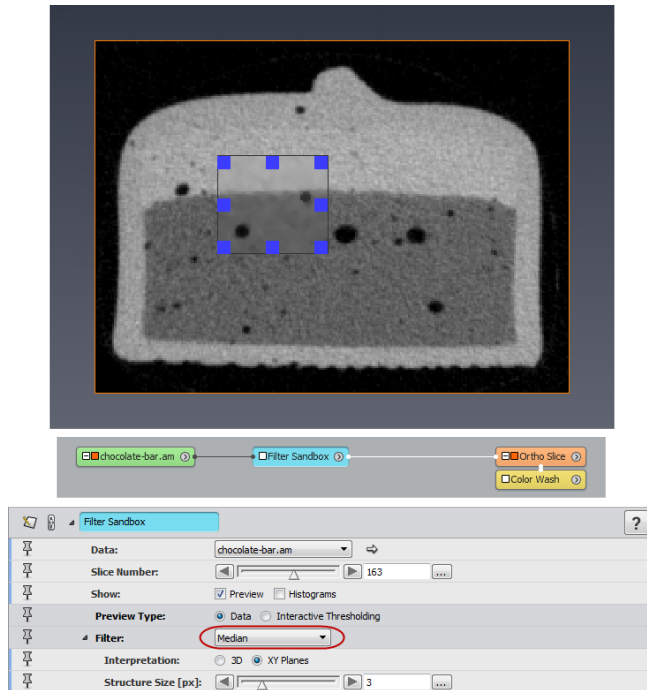 chocolate-bar.am Filter Sandbox Ortho Slice
Color Wash
Filter Sandbox ?
Data: chocolate-bar.am
Slice Number: 163 ...
Show: Preview Histograms
Preview Type: Data Interactive Thresholding
Filter: Median
Interpretation: 3D XY Planes
Structure Size [px]: 3 ...